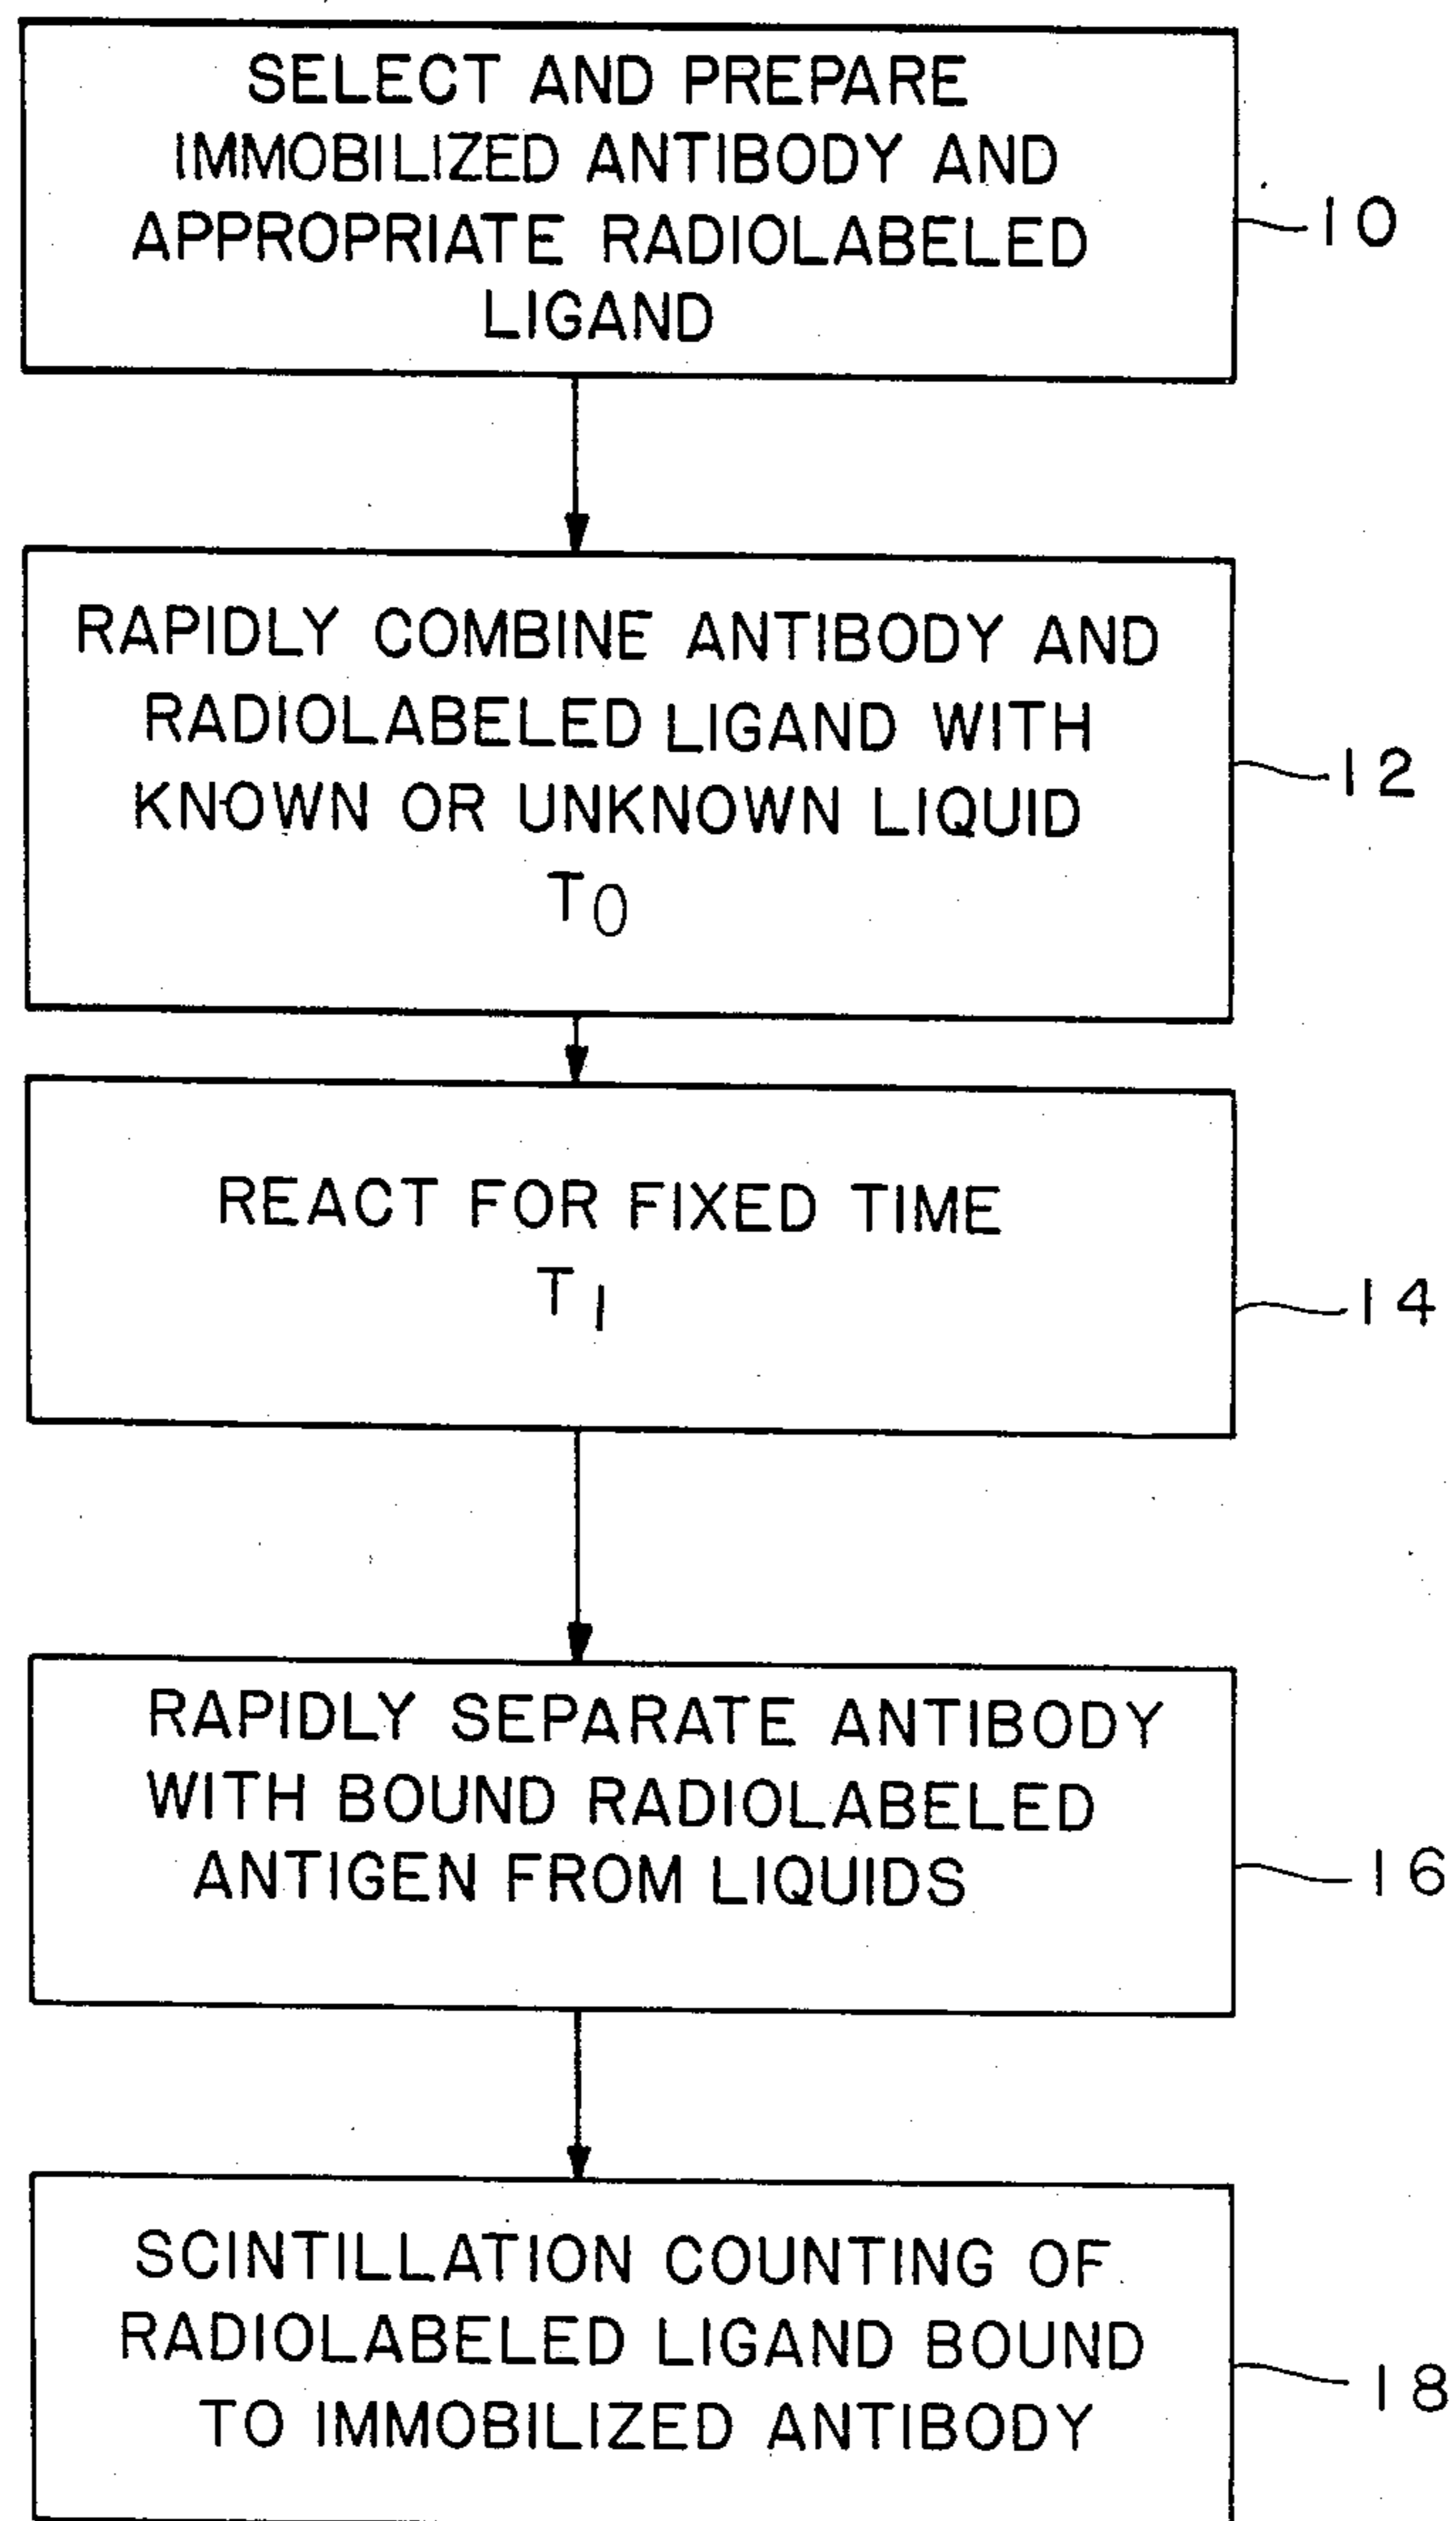 SELECT AND PREPARE
IMMOBILIZED ANTIBODY AND
APPROPRIATE RADIOLABELED
LIGAND
10
RAPIDLY COMBINE ANTIBODY AND
RADIOLABELED LIGAND WITH
KNOWN OR UNKNOWN LIQUID
T0
12
REACT FOR FIXED TIME
T1
14
RAPIDLY SEPARATE ANTIBODY
WITH BOUND RADIOLABELED
ANTIGEN FROM LIQUIDS
16
SCINTILLATION COUNTING OF
RADIOLABELED LIGAND BOUND
TO IMMOBILIZED ANTIBODY
18